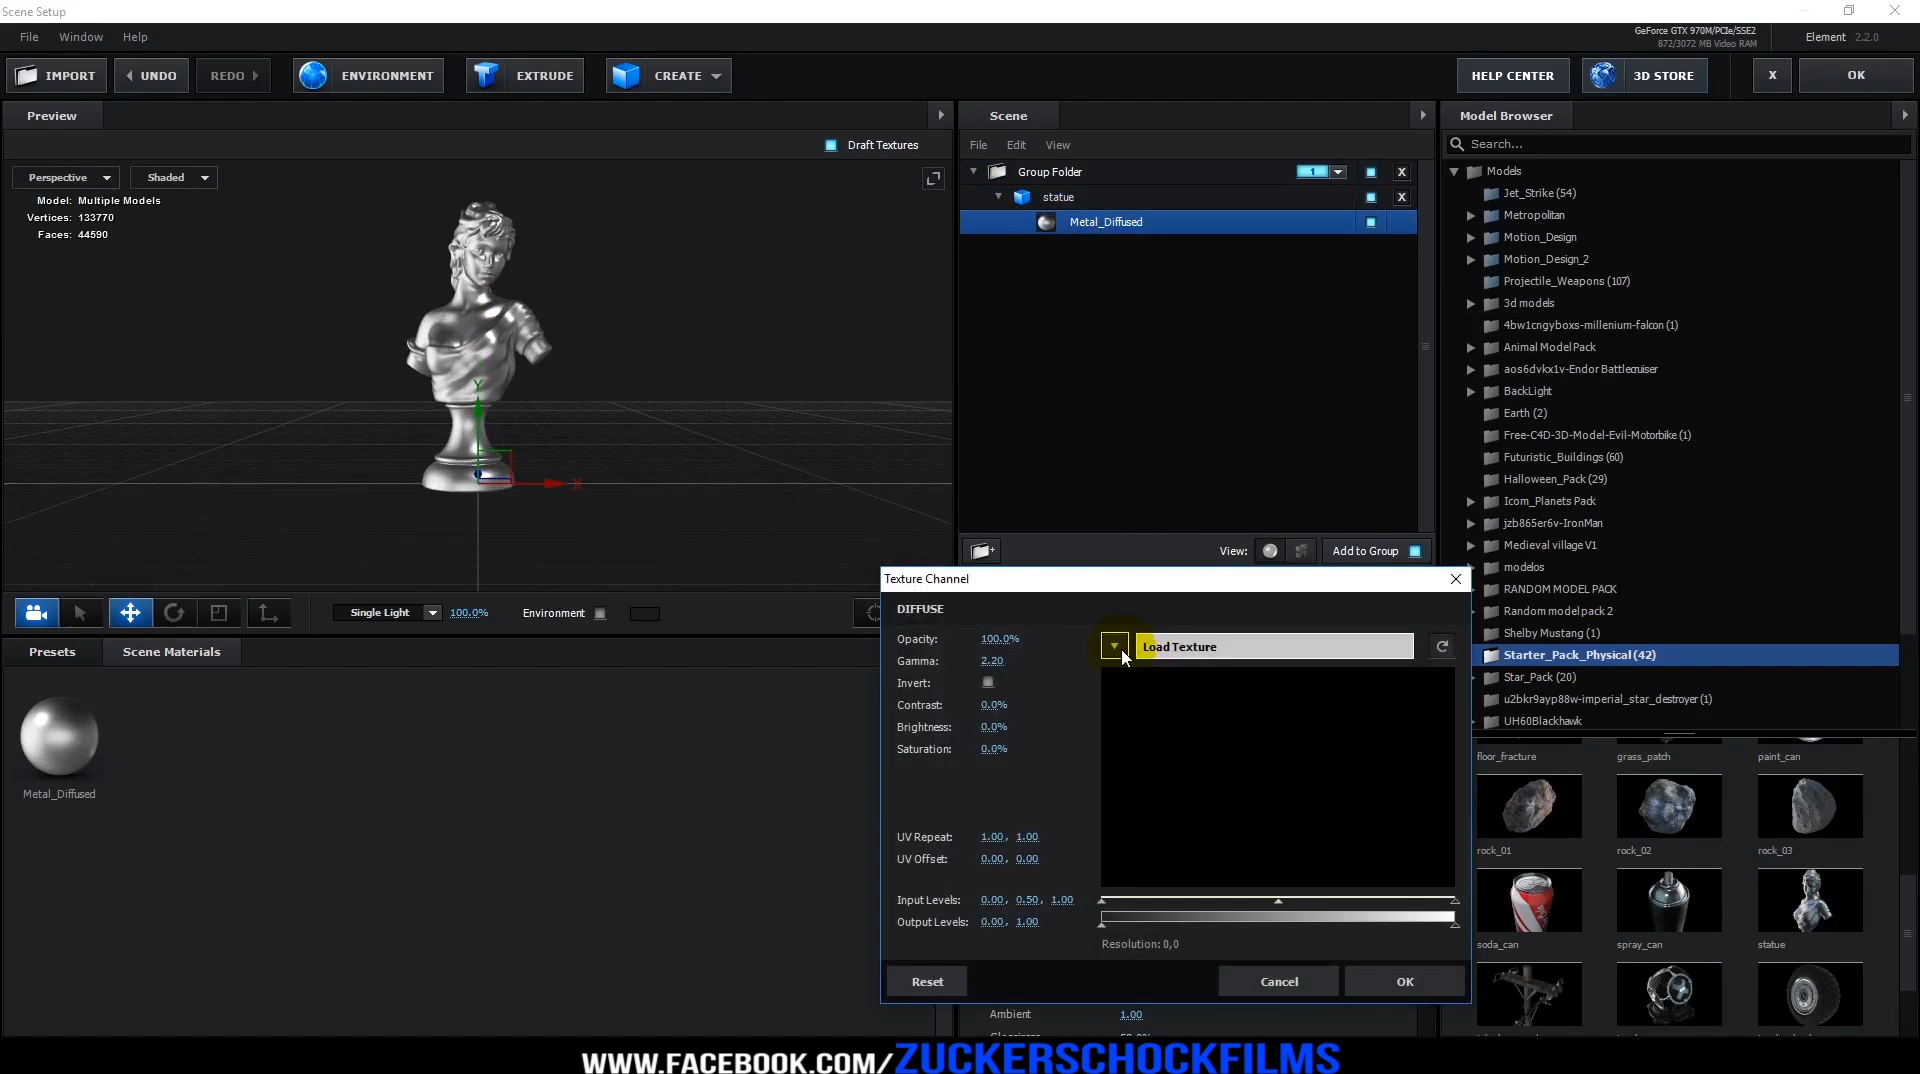 Scene Setup
File Window Help
GeForce GTX 970M/PCIe/SSE2
872/3072 MB Video RAM
Element 2.2.0
IMPORT UNDO REDO ENVIRONMENT EXTRUDE CREATE HELP CENTER 3D STORE X OK
Preview
Draft Textures
Perspective Shaded
Model: Multiple Models
Vertices: 133770
Faces: 44590
Y
X
Single Light 100.0% Environment
Scene
File Edit View
Group Folder 1 X
statue X
Metal_Diffused
View: Add to Group
Model Browser
Search...
Models
Jet_Strike (54)
Metropolitan
Motion_Design
Motion_Design_2
Projectile_Weapons (107)
3d models
4bw1cngyboxs-millenium-falcon (1)
Animal Model Pack
aos6dvkx1v-Endor Battlecruiser
BackLight
Earth (2)
Free-C4D-3D-Model-Evil-Motorbike (1)
Futuristic_Buildings (60)
Halloween_Pack (29)
Icom_Planets Pack
jzb865er6v-IronMan
Medieval village V1
modelos
RANDOM MODEL PACK
Random model pack 2
Shelby Mustang (1)
Starter_Pack_Physical (42)
Star_Pack (20)
u2bkr9ayp88w-imperial_star_destroyer (1)
UH60Blackhawk
floor_fracture grass_patch paint_can
rock_01 rock_02 rock_03
soda_can spray_can statue
Presets Scene Materials
Metal_Diffused
Texture Channel
DIFFUSE
Opacity: 100.0%
Load Texture
Gamma: 2.20
Invert:
Contrast: 0.0%
Brightness: 0.0%
Saturation: 0.0%
UV Repeat: 1.00, 1.00
UV Offset: 0.00, 0.00
Input Levels: 0.00, 0.50, 1.00
Output Levels: 0.00, 1.00
Resolution: 0,0
Reset Cancel OK
Ambient 1.00
WWW.FACEBOOK.COM/ZUCKERSCHOCKFILMS